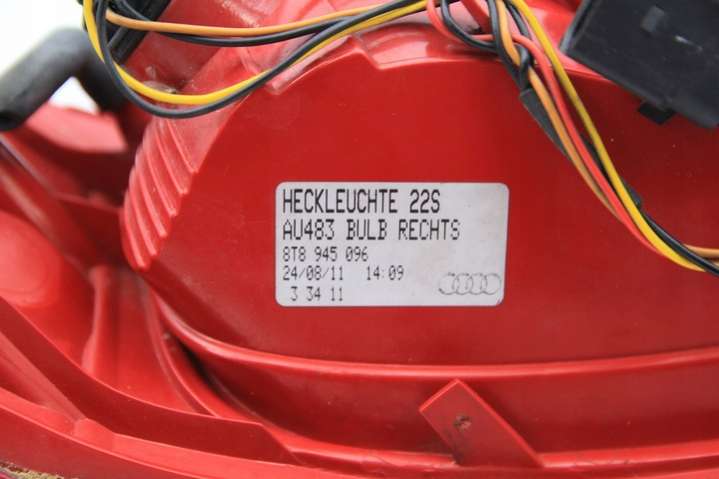 HECKLEUCHTE 22S
AU483 BULB RECHTS
8T8 945 096
24/08/11 14:09
3 34 11